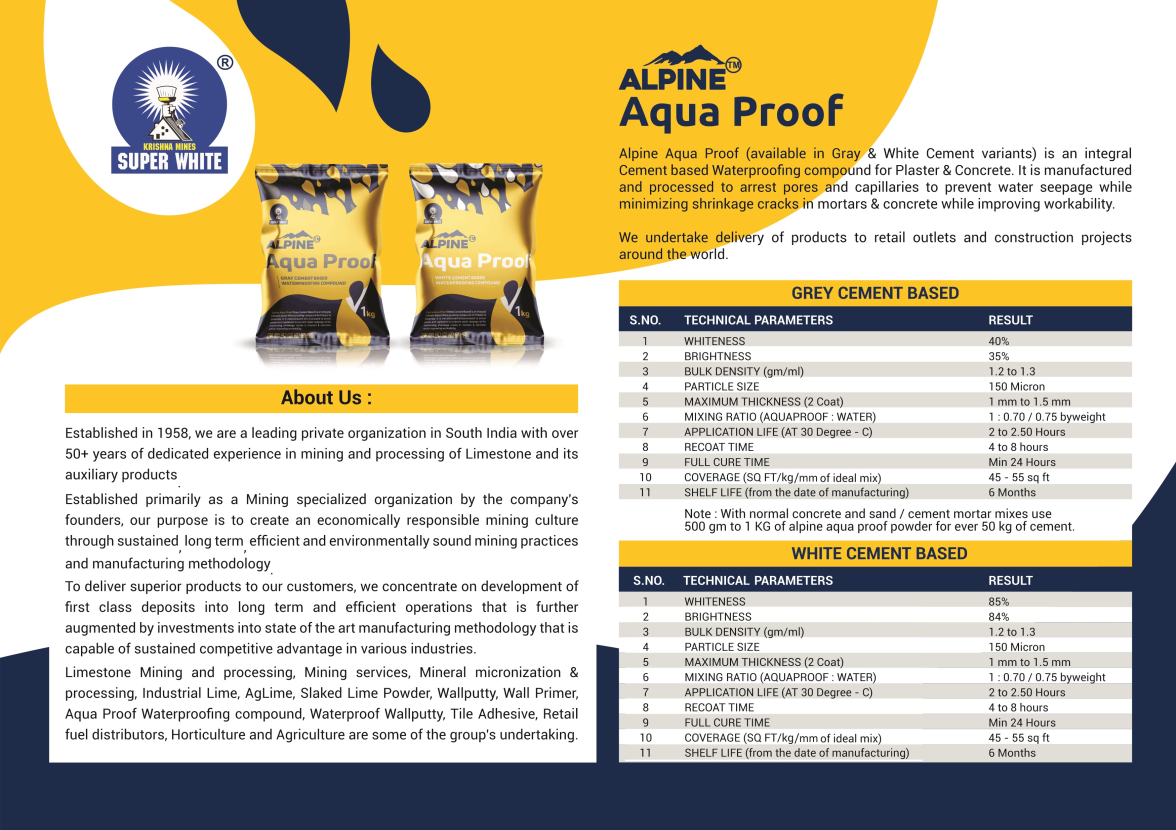 ®
KRISHNA MINES
SUPER WHITE
ALPINE
Aqua Proof
GRAY CEMENT BASED
WATERPROOFING COMPOUND
1kg
ALPINE
Aqua Proof
WHITE CEMENT BASED
WATERPROOFING COMPOUND
1kg
About Us :
Established in 1958, we are a leading private organization in South India with over
50+ years of dedicated experience in mining and processing of Limestone and its
auxiliary products.
Established primarily as a Mining specialized organization by the company's
founders, our purpose is to create an economically responsible mining culture
through sustained, long term, efficient and environmentally sound mining practices
and manufacturing methodology.
To deliver superior products to our customers, we concentrate on development of
first class deposits into long term and efficient operations that is further
augmented by investments into state of the art manufacturing methodology that is
capable of sustained competitive advantage in various industries.
Limestone Mining and processing, Mining services, Mineral micronization &
processing, Industrial Lime, AgLime, Slaked Lime Powder, Wallputty, Wall Primer,
Aqua Proof Waterproofing compound, Waterproof Wallputty, Tile Adhesive, Retail
fuel distributors, Horticulture and Agriculture are some of the group's undertaking.
ALPINE TM
Aqua Proof
Alpine Aqua Proof (available in Gray & White Cement variants) is an integral
Cement based Waterproofing compound for Plaster & Concrete. It is manufactured
and processed to arrest pores and capillaries to prevent water seepage while
minimizing shrinkage cracks in mortars & concrete while improving workability.
We undertake delivery of products to retail outlets and construction projects
around the world.
GREY CEMENT BASED
S.NO. TECHNICAL PARAMETERS RESULT
1 WHITENESS 40%
2 BRIGHTNESS 35%
3 BULK DENSITY (gm/ml) 1.2 to 1.3
4 PARTICLE SIZE 150 Micron
5 MAXIMUM THICKNESS (2 Coat) 1 mm to 1.5 mm
6 MIXING RATIO (AQUAPROOF : WATER) 1 : 0.70 / 0.75 byweight
7 APPLICATION LIFE (AT 30 Degree - C) 2 to 2.50 Hours
8 RECOAT TIME 4 to 8 hours
9 FULL CURE TIME Min 24 Hours
10 COVERAGE (SQ FT/kg/mm of ideal mix) 45 - 55 sq ft
11 SHELF LIFE (from the date of manufacturing) 6 Months
Note : With normal concrete and sand / cement mortar mixes use
500 gm to 1 KG of alpine aqua proof powder for ever 50 kg of cement.
WHITE CEMENT BASED
S.NO. TECHNICAL PARAMETERS RESULT
1 WHITENESS 85%
2 BRIGHTNESS 84%
3 BULK DENSITY (gm/ml) 1.2 to 1.3
4 PARTICLE SIZE 150 Micron
5 MAXIMUM THICKNESS (2 Coat) 1 mm to 1.5 mm
6 MIXING RATIO (AQUAPROOF : WATER) 1 : 0.70 / 0.75 byweight
7 APPLICATION LIFE (AT 30 Degree - C) 2 to 2.50 Hours
8 RECOAT TIME 4 to 8 hours
9 FULL CURE TIME Min 24 Hours
10 COVERAGE (SQ FT/kg/mm of ideal mix) 45 - 55 sq ft
11 SHELF LIFE (from the date of manufacturing) 6 Months